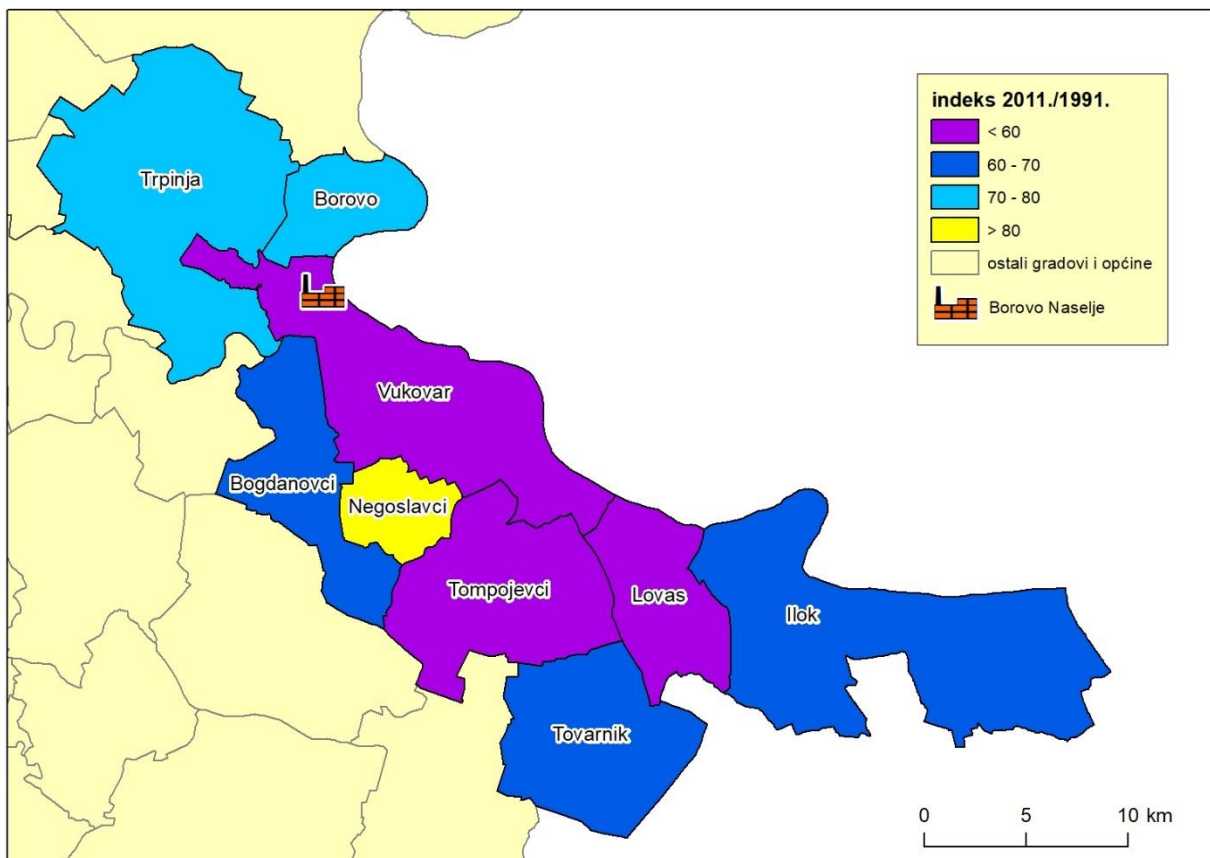 indeks 2011./1991.
< 60
60 - 70
70 - 80
> 80
ostali gradovi i općine
Borovo Naselje
Trpinja
Borovo
Vukovar
Bogdanovci
Negoslavci
Tompojevci
Lovas
Ilok
Tovarnik
0 5 10 km